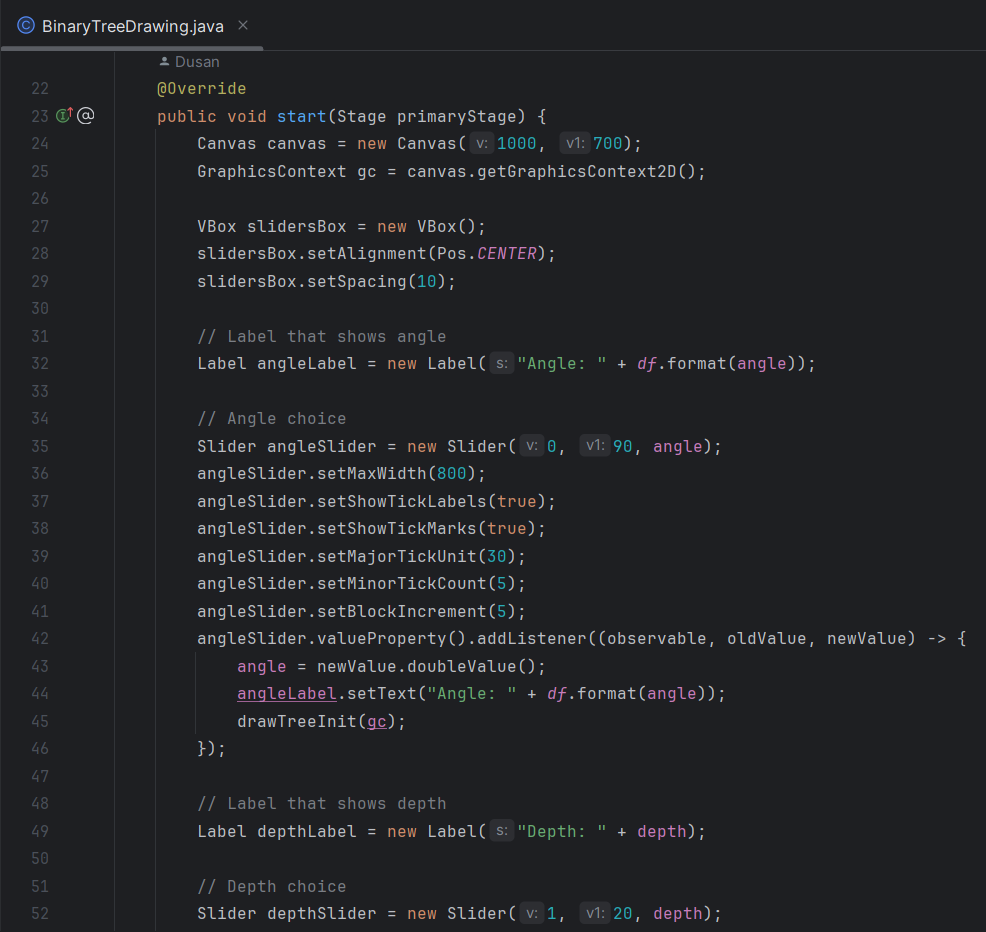 BinaryTreeDrawing.java
Dusan
22 @Override
23 public void start(Stage primaryStage) {
24 Canvas canvas = new Canvas( v: 1000, v1: 700);
25 GraphicsContext gc = canvas.getGraphicsContext2D();
26
27 VBox slidersBox = new VBox();
28 slidersBox.setAlignment(Pos.CENTER);
29 slidersBox.setSpacing(10);
30
31 // Label that shows angle
32 Label angleLabel = new Label( s: "Angle: " + df.format(angle));
33
34 // Angle choice
35 Slider angleSlider = new Slider( v: 0, v1: 90, angle);
36 angleSlider.setMaxWidth(800);
37 angleSlider.setShowTickLabels(true);
38 angleSlider.setShowTickMarks(true);
39 angleSlider.setMajorTickUnit(30);
40 angleSlider.setMinorTickCount(5);
41 angleSlider.setBlockIncrement(5);
42 angleSlider.valueProperty().addListener((observable, oldValue, newValue) -> {
43 angle = newValue.doubleValue();
44 angleLabel.setText("Angle: " + df.format(angle));
45 drawTreeInit(gc);
46 });
47
48 // Label that shows depth
49 Label depthLabel = new Label( s: "Depth: " + depth);
50
51 // Depth choice
52 Slider depthSlider = new Slider( v: 1, v1: 20, depth);